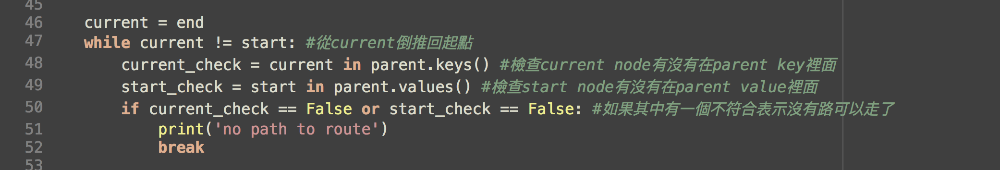 45
46 current = end
47 while current != start: #從current倒推回起點
48 current_check = current in parent.keys() #檢查current node有沒有在parent key裡面
49 start_check = start in parent.values() #檢查start node有沒有在parent value裡面
50 if current_check == False or start_check == False: #如果其中有一個不符合表示沒有路可以走了
51 print('no path to route')
52 break
53